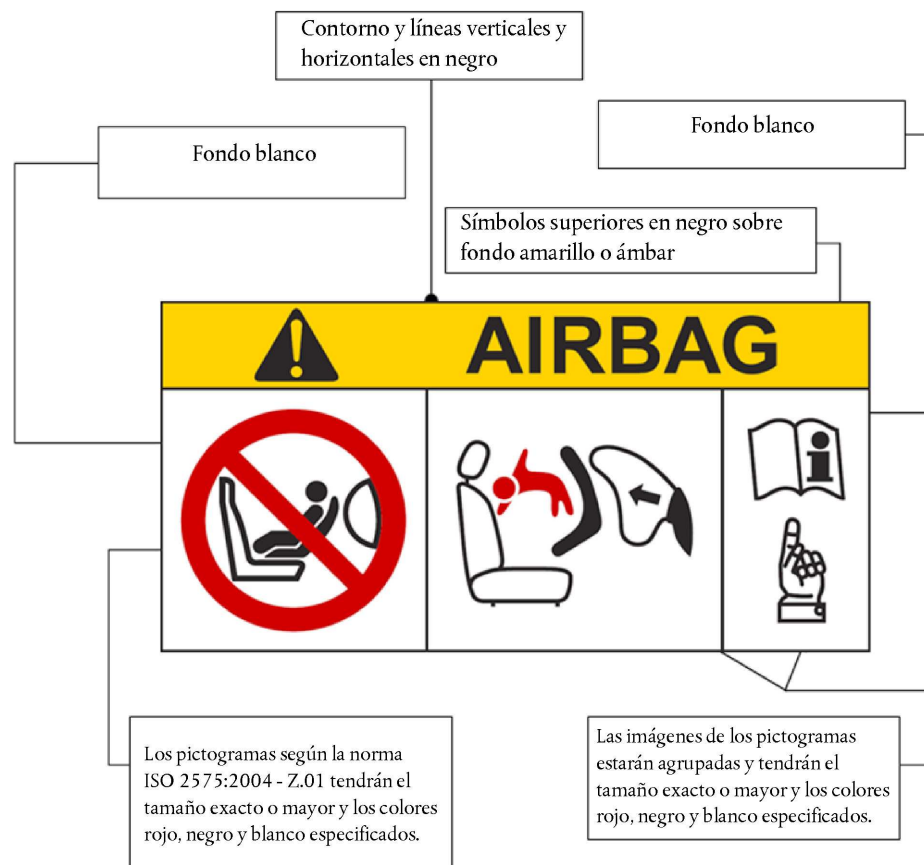 Contorno y líneas verticales y
horizontales en negro
Fondo blanco
Fondo blanco
Símbolos superiores en negro sobre
fondo amarillo o ámbar
AIRBAG
Los pictogramas según la norma
ISO 2575:2004 - Z.01 tendrán el
tamaño exacto o mayor y los colores
rojo, negro y blanco especificados.
Las imágenes de los pictogramas
estarán agrupadas y tendrán el
tamaño exacto o mayor y los colores
rojo, negro y blanco especificados.